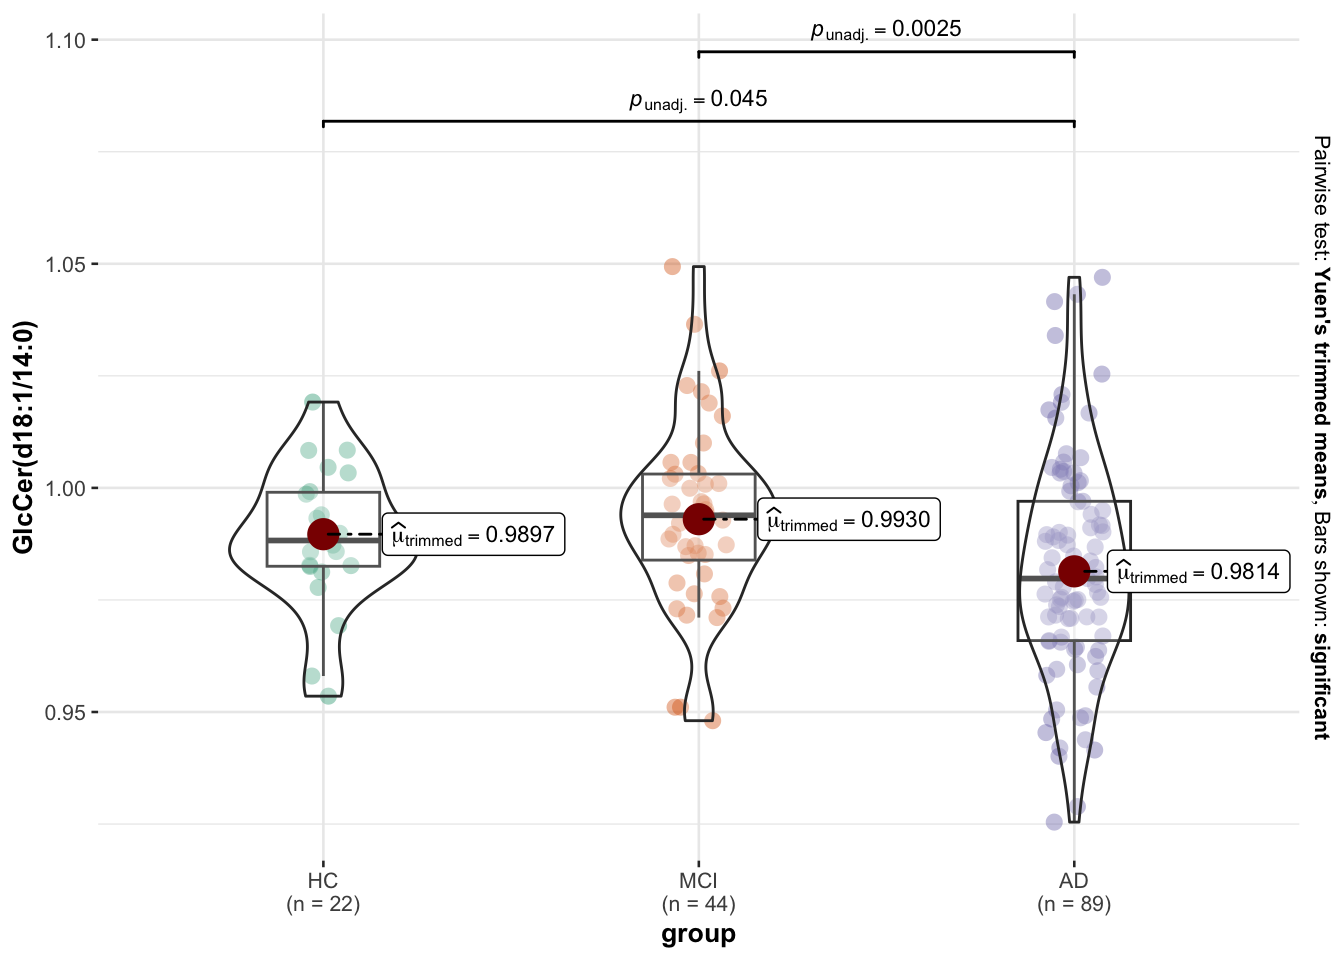 1.10
p unadj. = 0.0025
p unadj. = 0.045
1.05
1.00
0.95
GlcCer(d18:1/14:0)
μ̂ trimmed = 0.9897
μ̂ trimmed = 0.9930
μ̂ trimmed = 0.9814
HC
(n = 22)
MCI
(n = 44)
AD
(n = 89)
group
Pairwise test: Yuen's trimmed means, Bars shown: significant